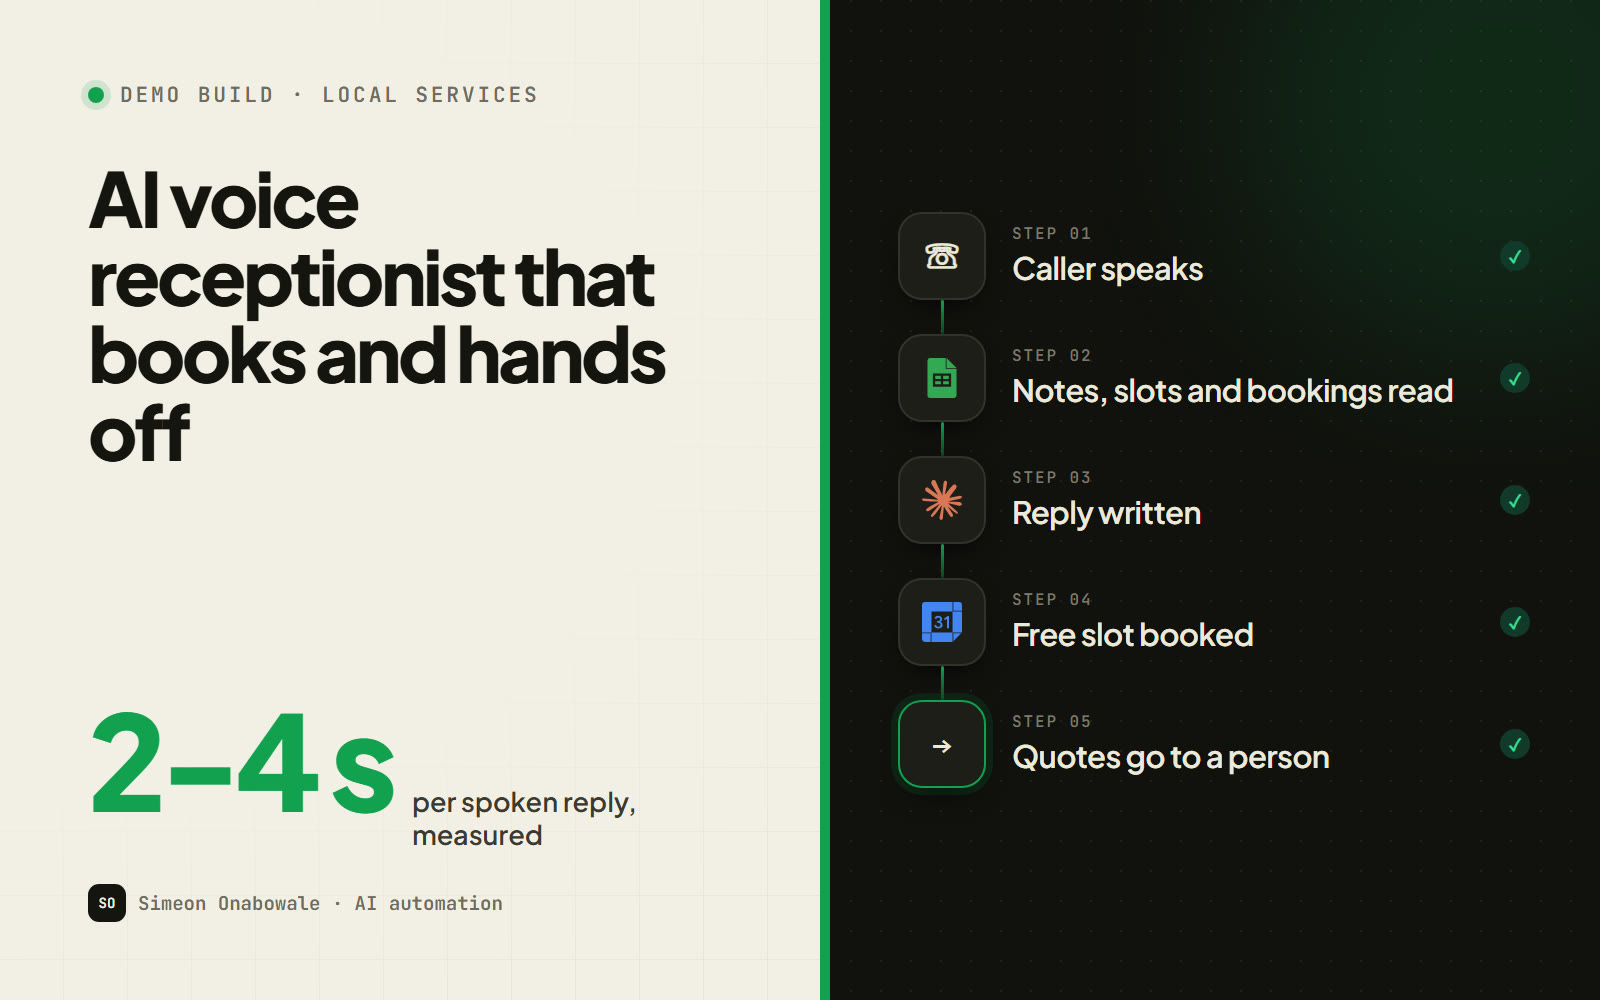 DEMO BUILD · LOCAL SERVICES
AI voice
receptionist that
books and hands
off
2–4 s
per spoken reply,
measured
SO
Simeon Onabowale · AI automation
STEP 01
Caller speaks
STEP 02
Notes, slots and bookings read
STEP 03
Reply written
31
STEP 04
Free slot booked
STEP 05
Quotes go to a person